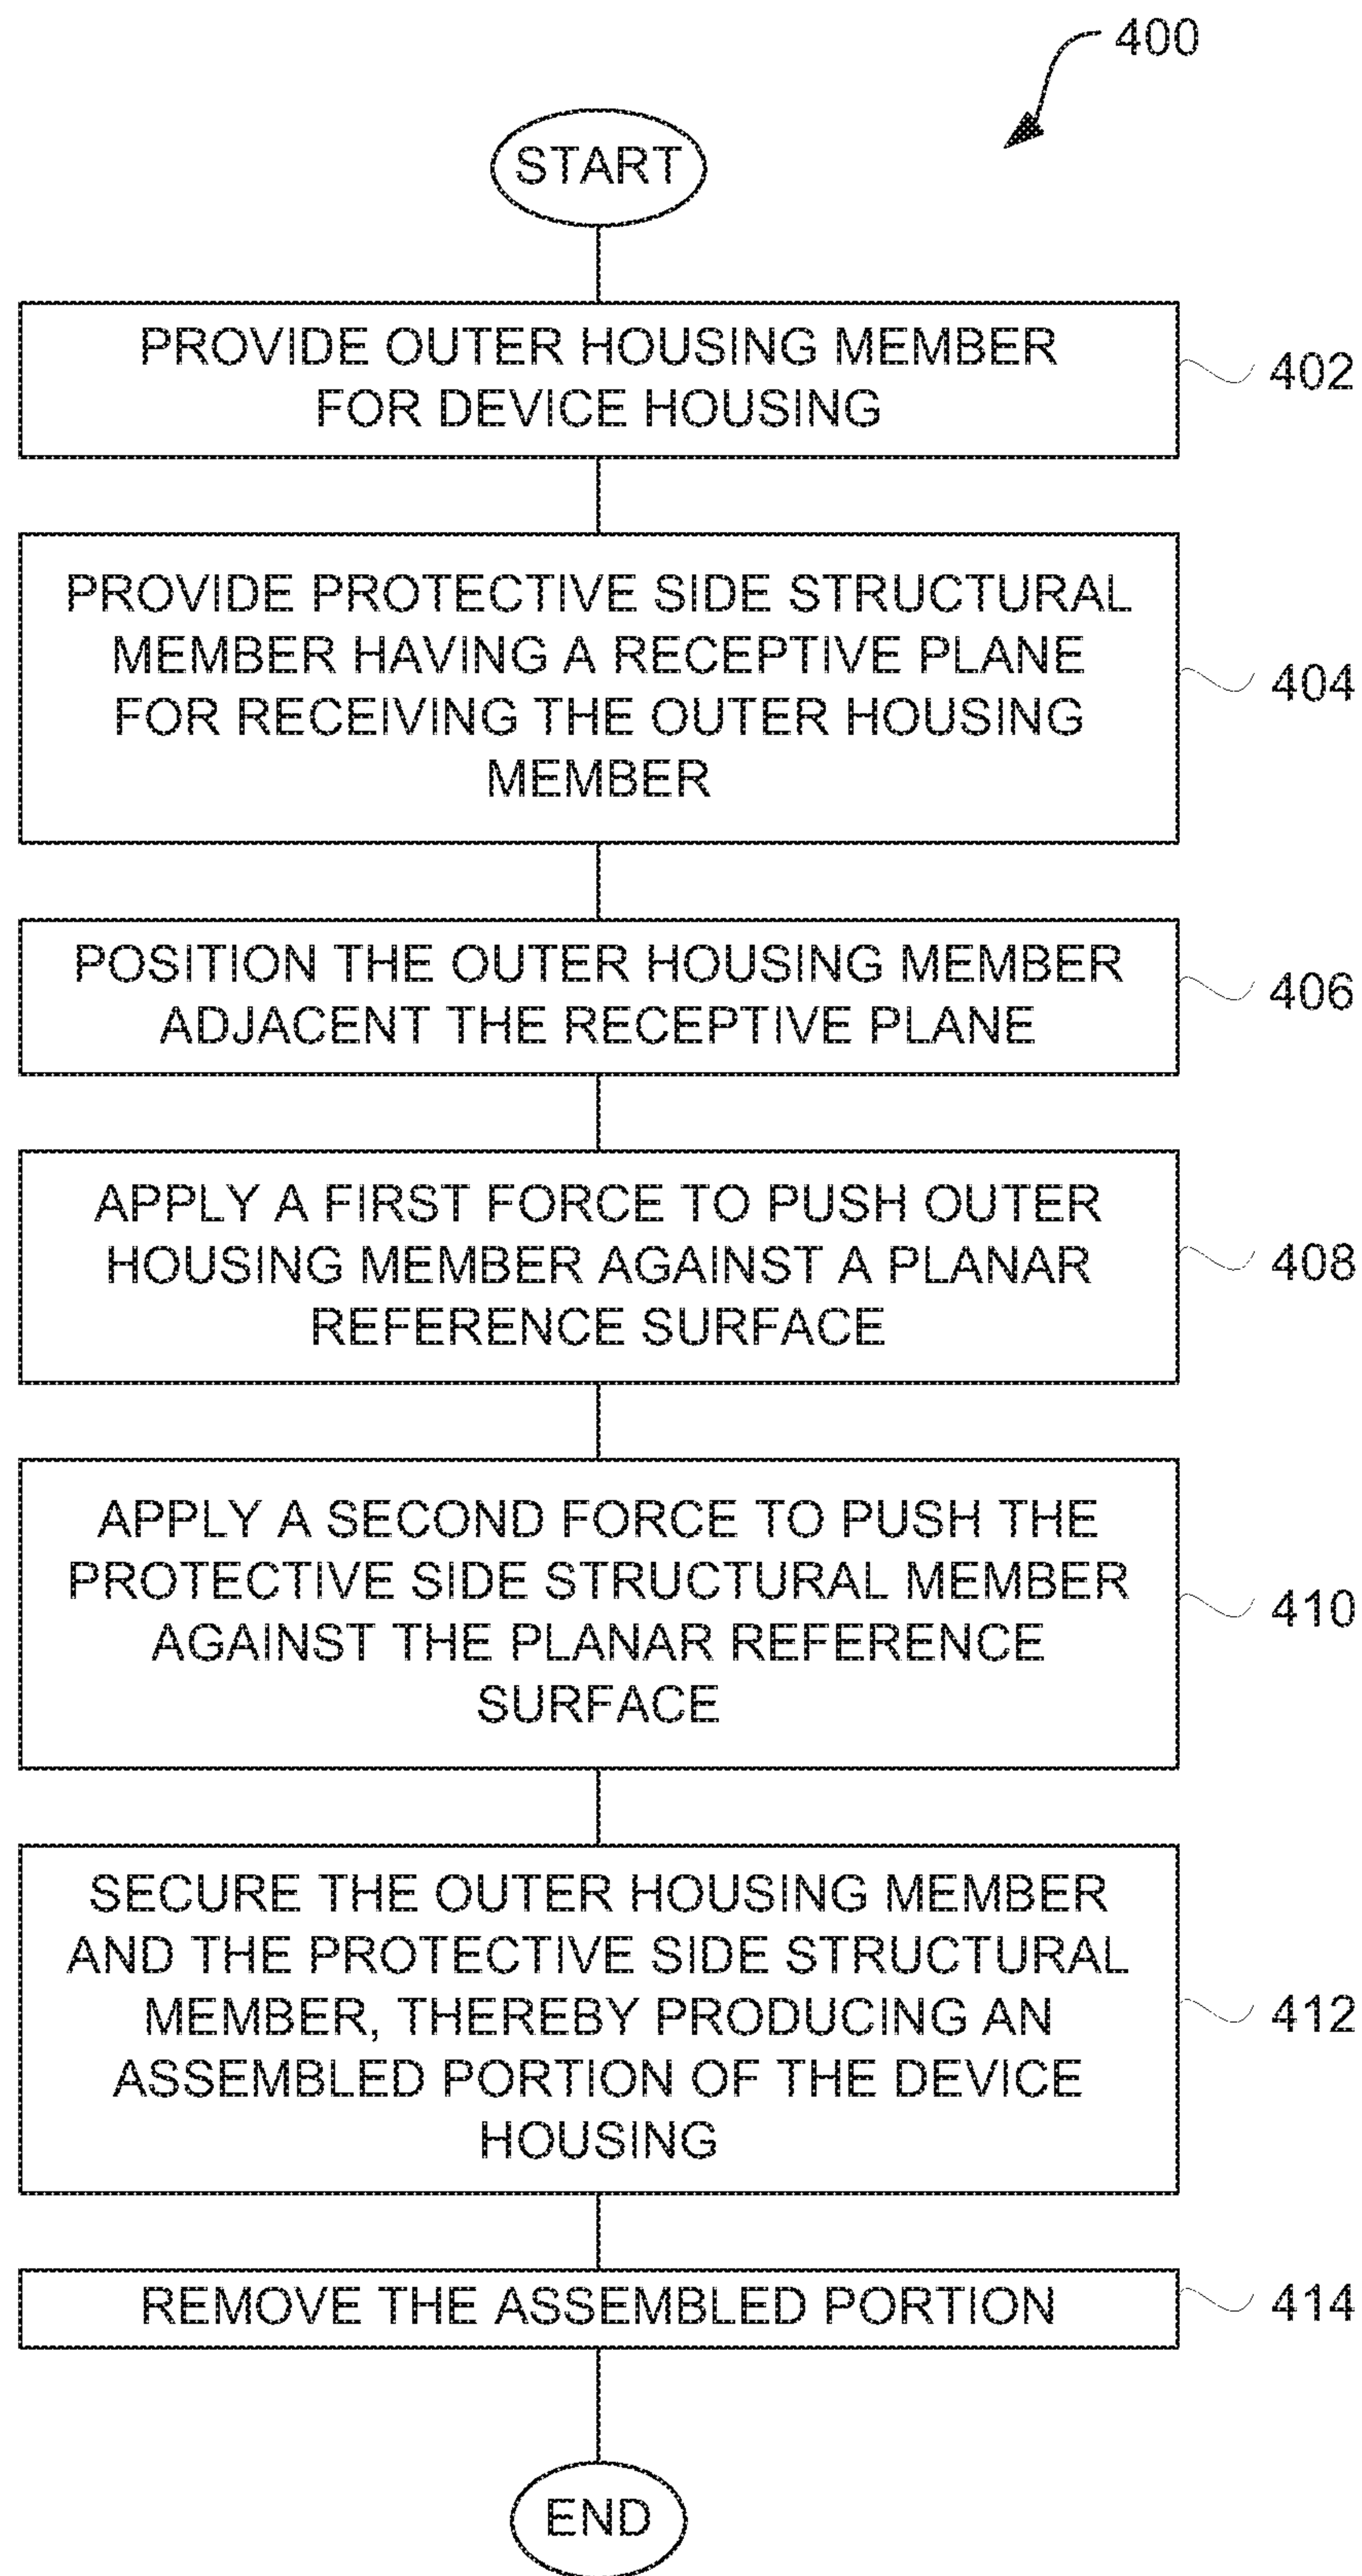 400
START
PROVIDE OUTER HOUSING MEMBER
FOR DEVICE HOUSING
402
PROVIDE PROTECTIVE SIDE STRUCTURAL
MEMBER HAVING A RECEPTIVE PLANE
FOR RECEIVING THE OUTER HOUSING
MEMBER
404
POSITION THE OUTER HOUSING MEMBER
ADJACENT THE RECEPTIVE PLANE
406
APPLY A FIRST FORCE TO PUSH OUTER
HOUSING MEMBER AGAINST A PLANAR
REFERENCE SURFACE
408
APPLY A SECOND FORCE TO PUSH THE
PROTECTIVE SIDE STRUCTURAL MEMBER
AGAINST THE PLANAR REFERENCE
SURFACE
410
SECURE THE OUTER HOUSING MEMBER
AND THE PROTECTIVE SIDE STRUCTURAL
MEMBER, THEREBY PRODUCING AN
ASSEMBLED PORTION OF THE DEVICE
HOUSING
412
REMOVE THE ASSEMBLED PORTION
414
END